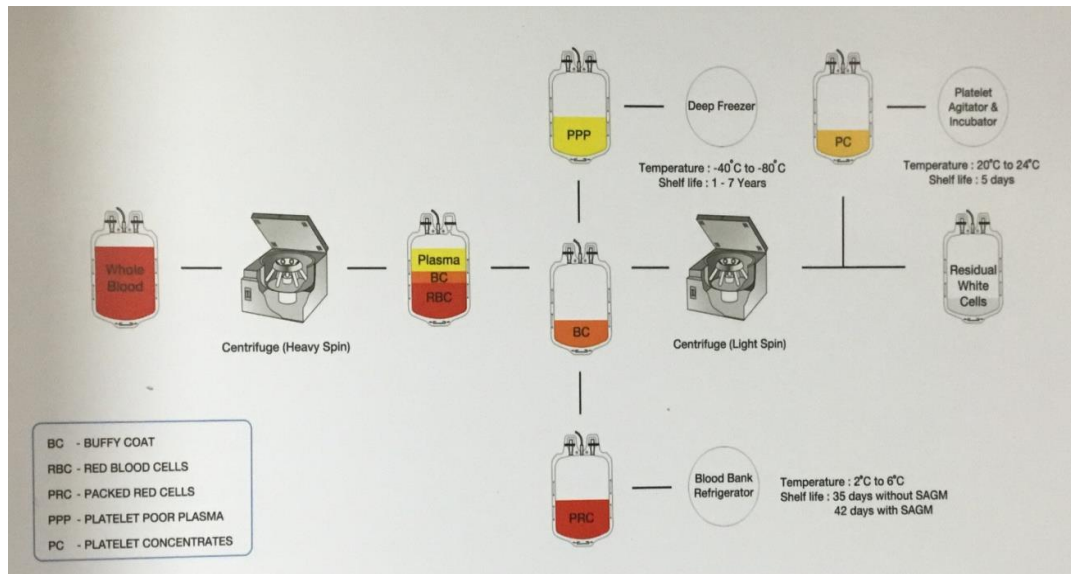 PPP
Deep Freezer
Temperature : -40°C to -80°C
Shelf life : 1 - 7 Years
PC
Platelet
Agitator &
Incubator
Temperature : 20°C to 24°C
Shelf life : 5 days
Whole
Blood
Centrifuge (Heavy Spin)
Plasma
BC
RBC
BC
Centrifuge (Light Spin)
Residual
White
Cells
PRC
Blood Bank
Refrigerator
Temperature : 2°C to 6°C
Shelf life : 35 days without SAGM
42 days with SAGM
BC - BUFFY COAT
RBC - RED BLOOD CELLS
PRC - PACKED RED CELLS
PPP - PLATELET POOR PLASMA
PC - PLATELET CONCENTRATES